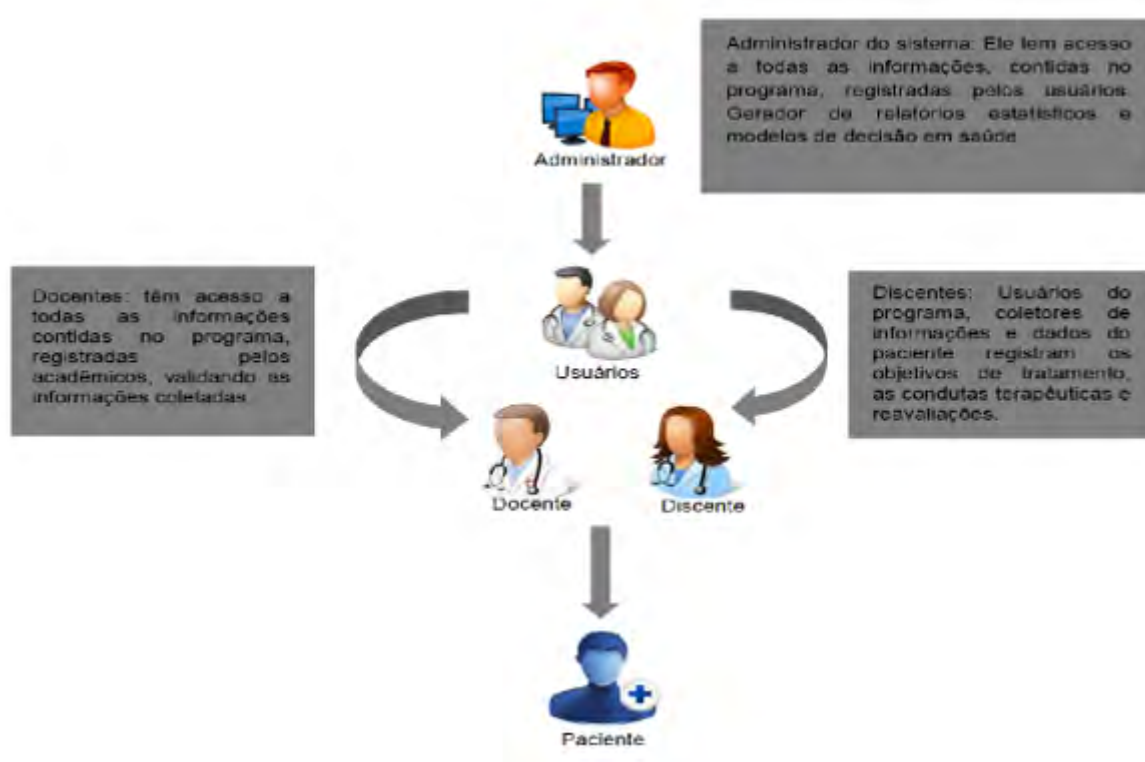 Administrador do sistema: Ele tem acesso
a todas as informações, contidas no
programa, registradas pelos usuários.
Gerador de relatórios estatísticos e
modelos de decisão em saúde
Administrador
Usuários
Docentes: têm acesso a
todas as informações
contidas no programa,
registradas pelos
acadêmicos, validando as
informações coletadas
Discentes: Usuários do
programa, coletores de
informações e dados do
paciente registram os
objetivos de tratamento,
as condutas terapêuticas e
reavaliações.
Docente
Discente
Paciente